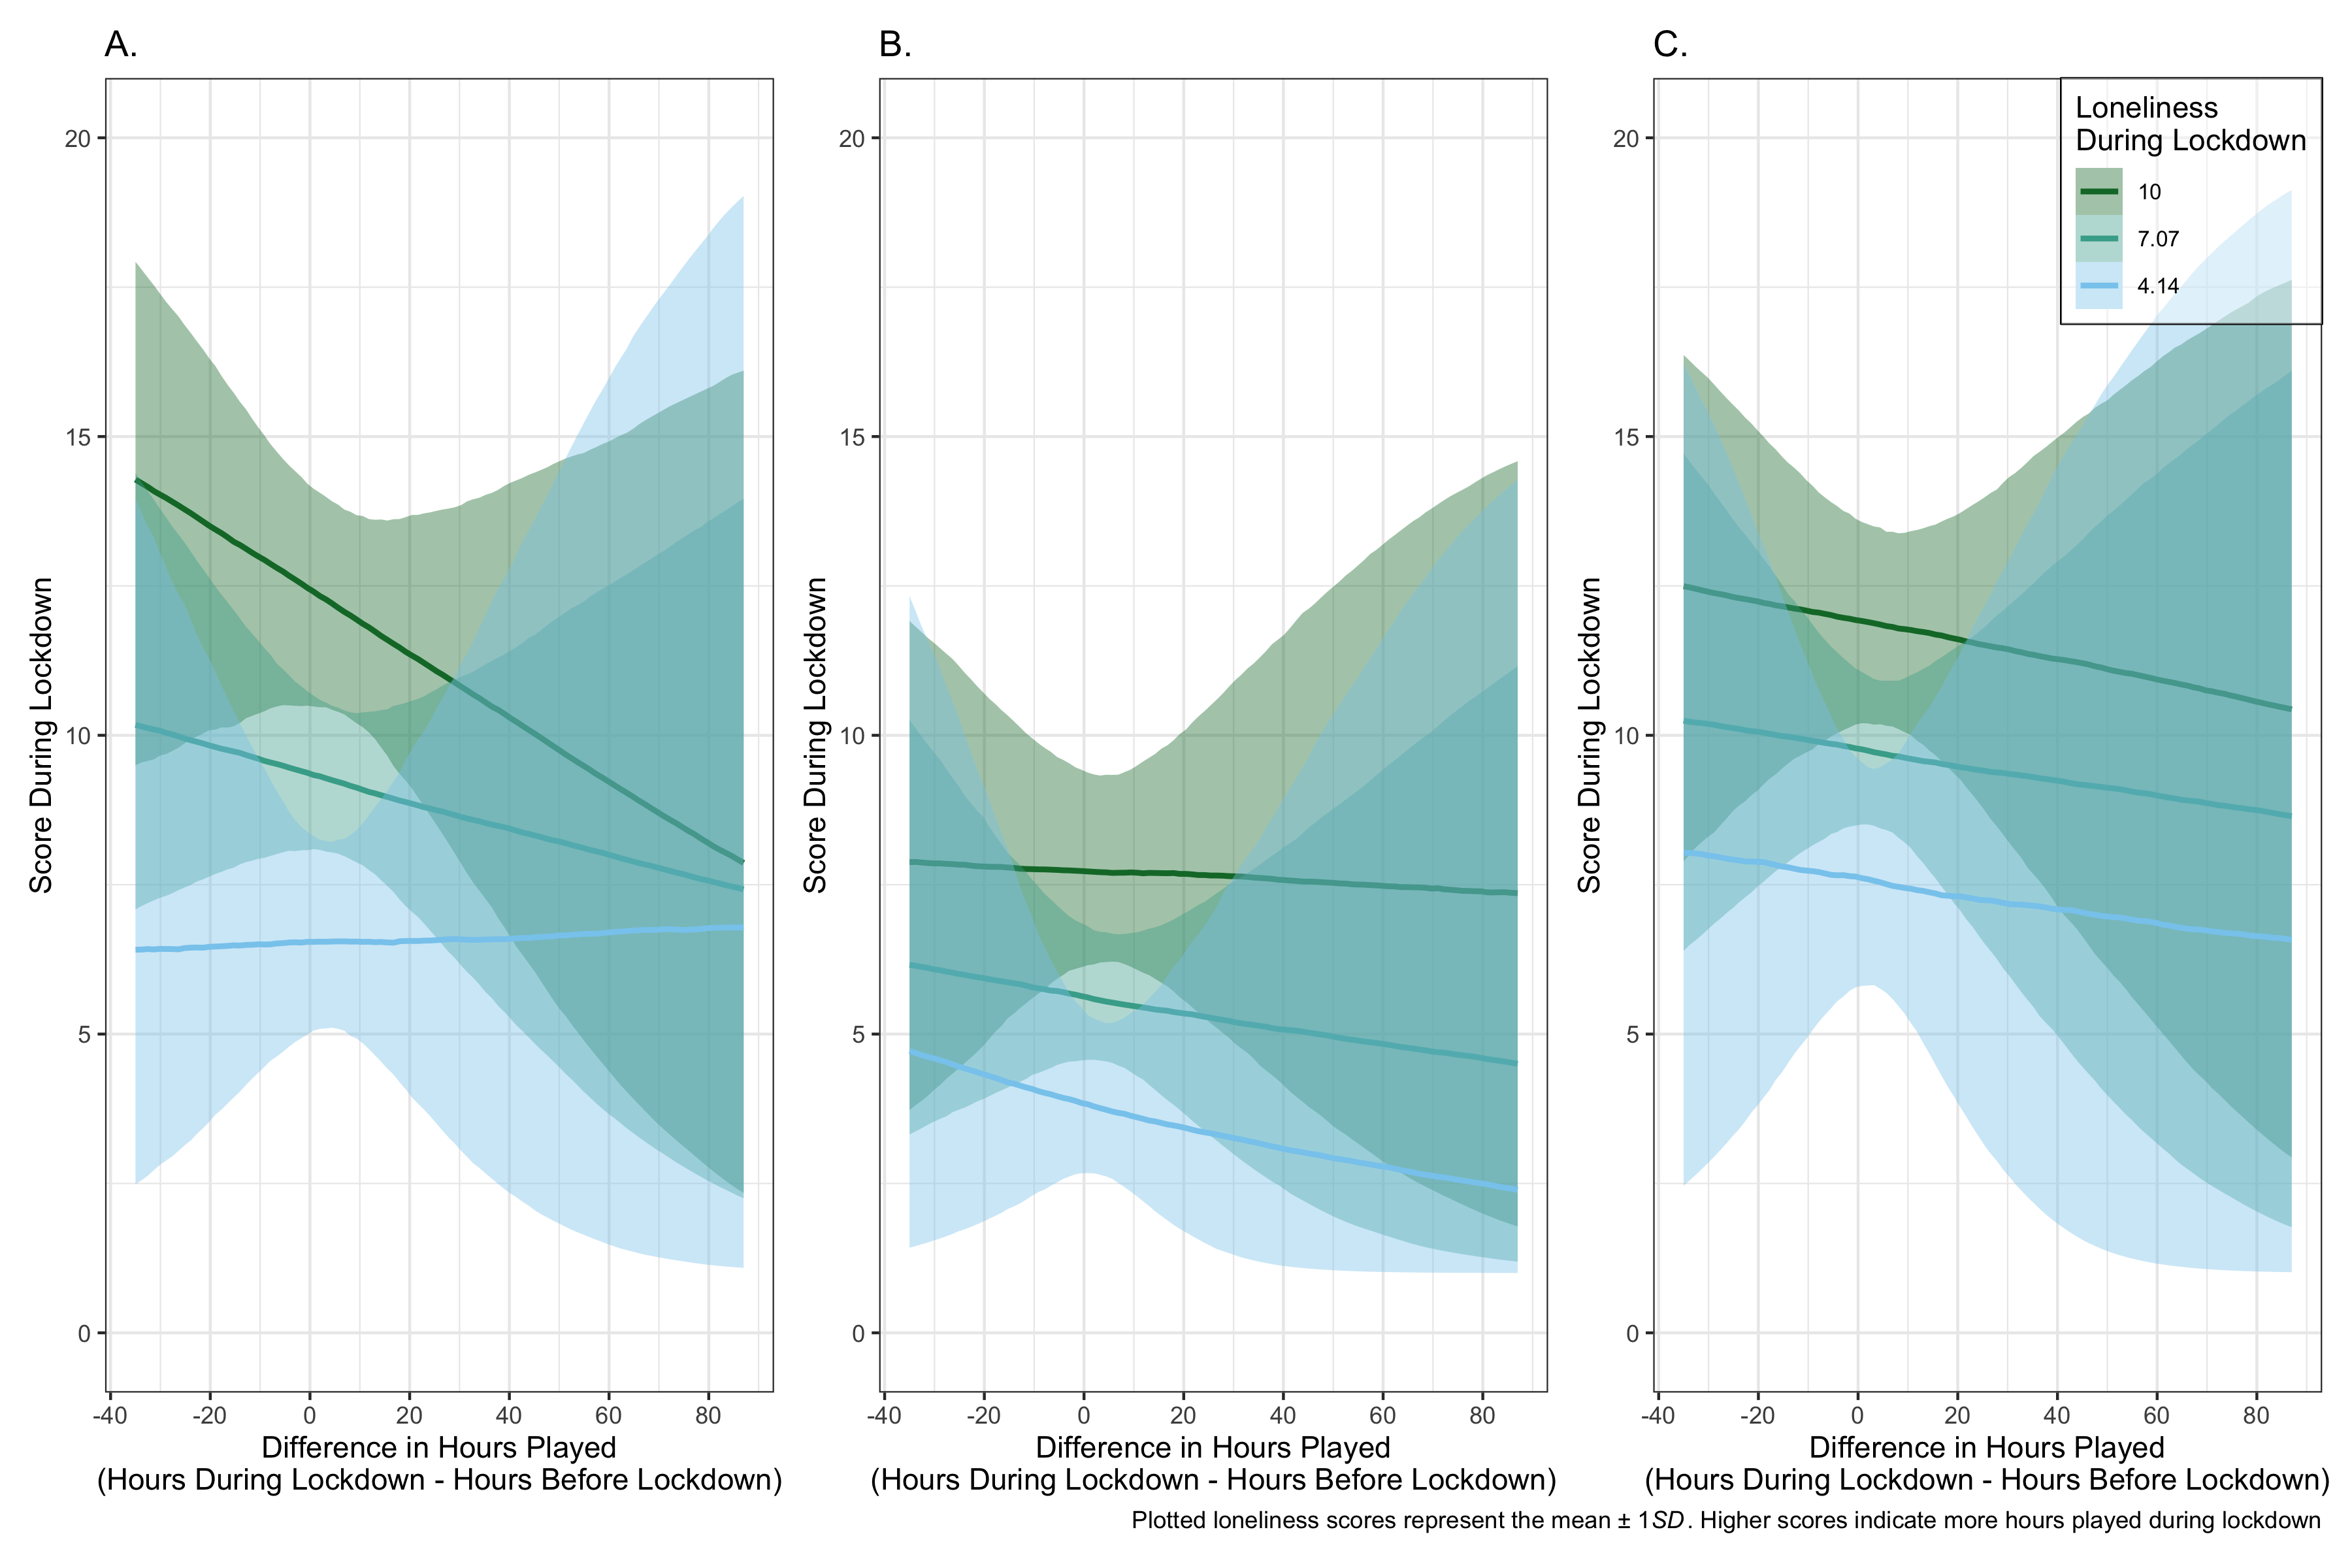 A.
B.
C.
Score During Lockdown
20
15
10
5
0
-40 -20 0 20 40 60 80
Difference in Hours Played
(Hours During Lockdown - Hours Before Lockdown)
Score During Lockdown
20
15
10
5
0
-40 -20 0 20 40 60 80
Difference in Hours Played
(Hours During Lockdown - Hours Before Lockdown)
Score During Lockdown
20
15
10
5
0
-40 -20 0 20 40 60 80
Difference in Hours Played
(Hours During Lockdown - Hours Before Lockdown)
Loneliness
During Lockdown
10
7.07
4.14
Plotted loneliness scores represent the mean ± 1SD. Higher scores indicate more hours played during lockdown